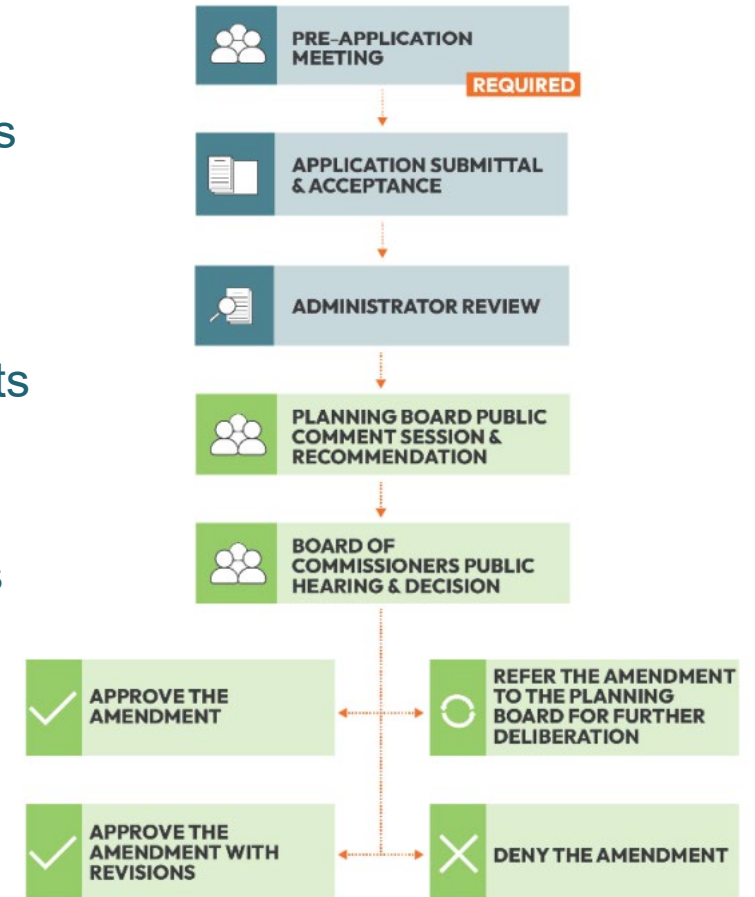 PRE-APPLICATION
MEETING
REQUIRED
s
APPLICATION SUBMITTAL
& ACCEPTANCE
ADMINISTRATOR REVIEW
ts
PLANNING BOARD PUBLIC
COMMENT SESSION &
RECOMMENDATION
BOARD OF
COMMISSIONERS PUBLIC
HEARING & DECISION
s
APPROVE THE
AMENDMENT
REFER THE AMENDMENT
TO THE PLANNING
BOARD FOR FURTHER
DELIBERATION
APPROVE THE
AMENDMENT WITH
REVISIONS
DENY THE AMENDMENT